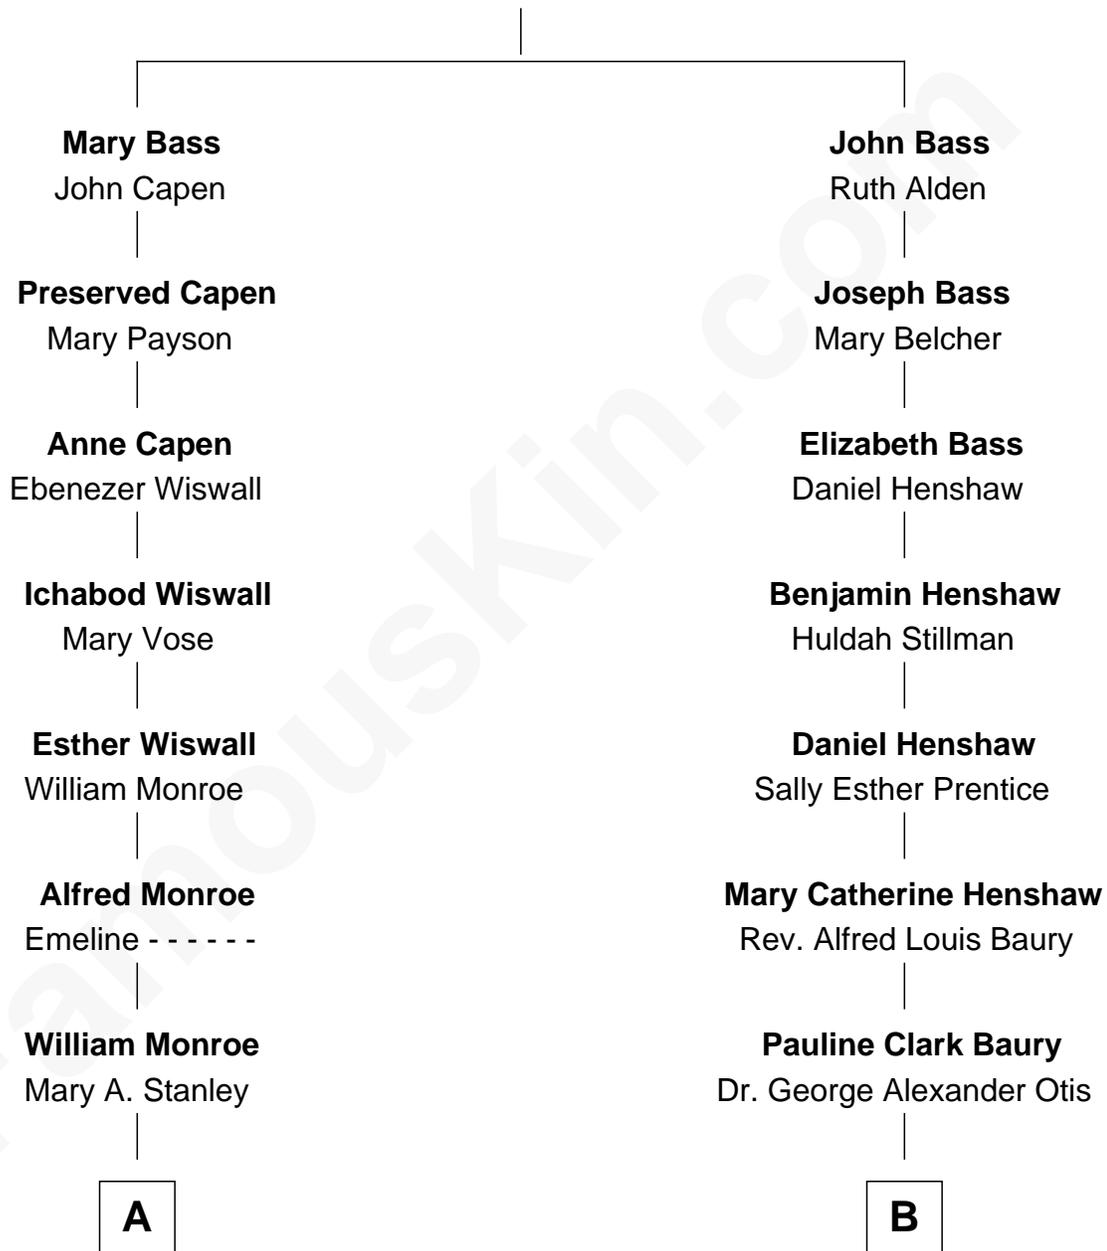 Mary Bass
John Capen
John Bass
Ruth Alden
Preserved Capen
Mary Payson
Joseph Bass
Mary Belcher
Anne Capen
Ebenezer Wiswall
Elizabeth Bass
Daniel Henshaw
Ichabod Wiswall
Mary Vose
Benjamin Henshaw
Huldah Stillman
Esther Wiswall
William Monroe
Daniel Henshaw
Sally Esther Prentice
Alfred Monroe
Emeline - - - - - -
Mary Catherine Henshaw
Rev. Alfred Louis Baury
William Monroe
Mary A. Stanley
Pauline Clark Baury
Dr. George Alexander Otis
A
B
FamousKin.com